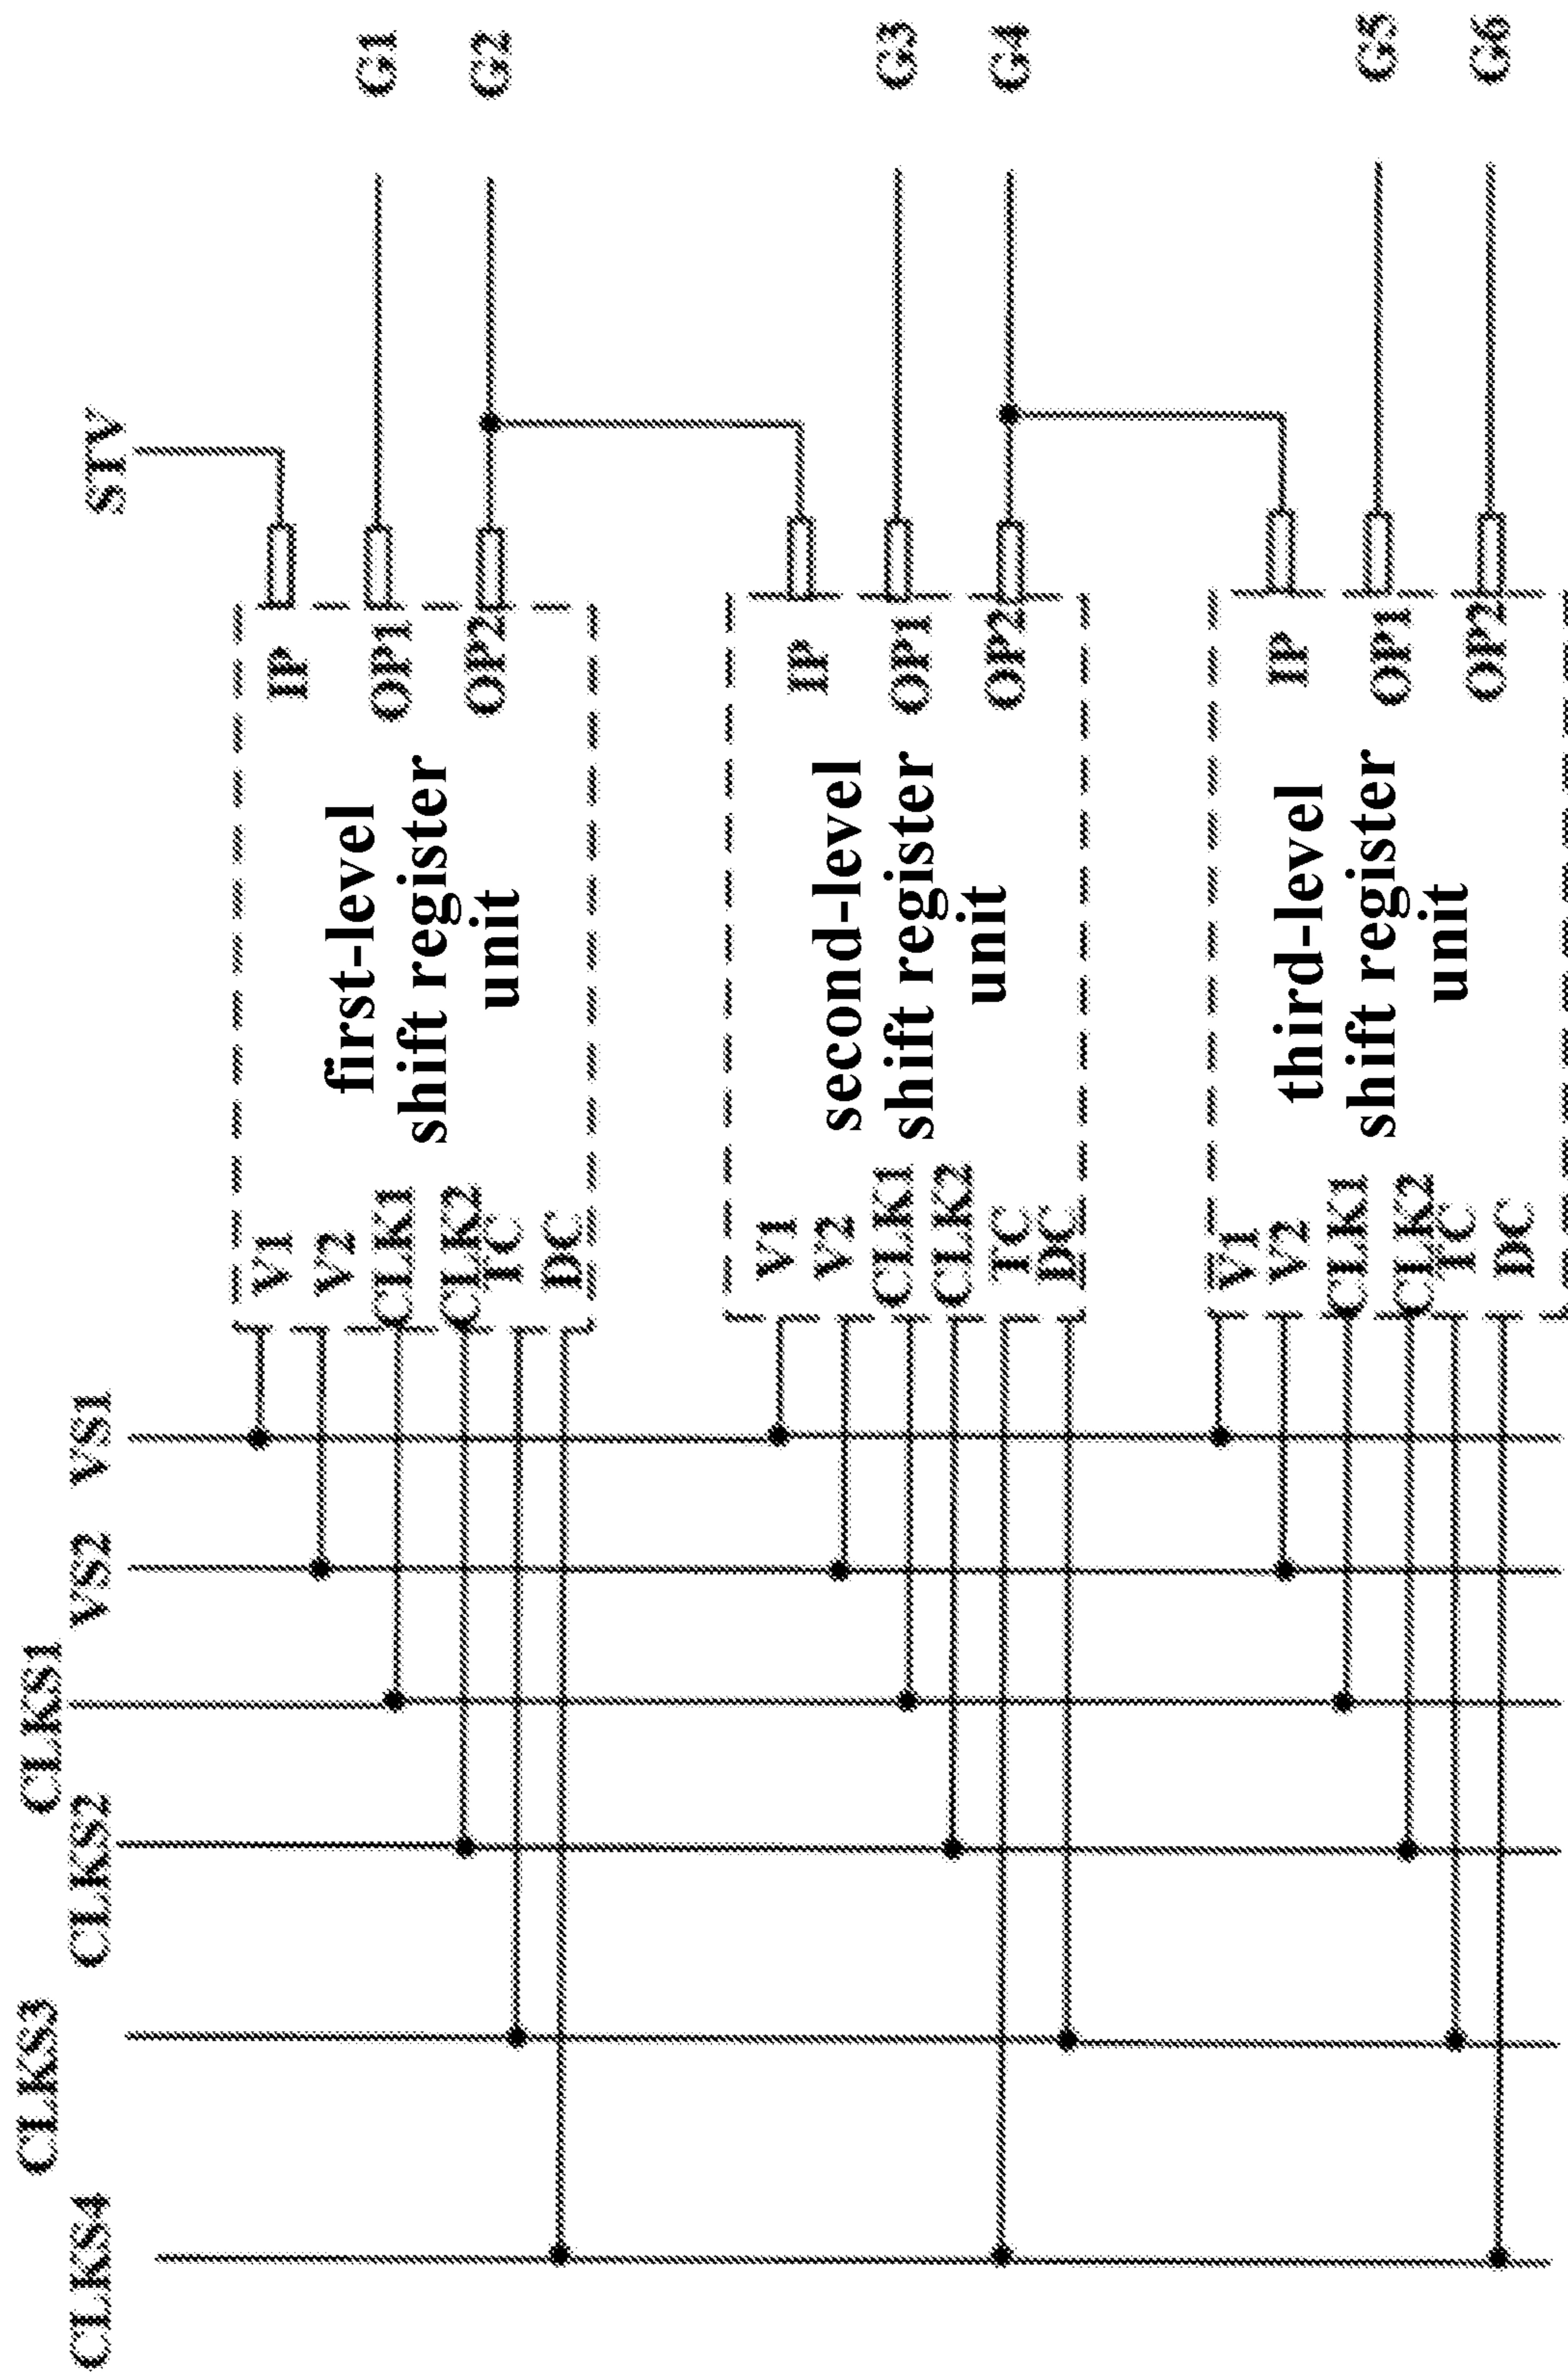 CLKS4
CLKS3
CLKS2
CLKS1
VS2
VS1
STV
V1
V2
CLK1
CLK2
TC
DC
first-level
shift register
unit
IP
OP1
OP2
G1
G2
V1
V2
CLK1
CLK2
TC
DC
second-level
shift register
unit
IP
OP1
OP2
G3
G4
V1
V2
CLK1
CLK2
TC
DC
third-level
shift register
unit
IP
OP1
OP2
G5
G6